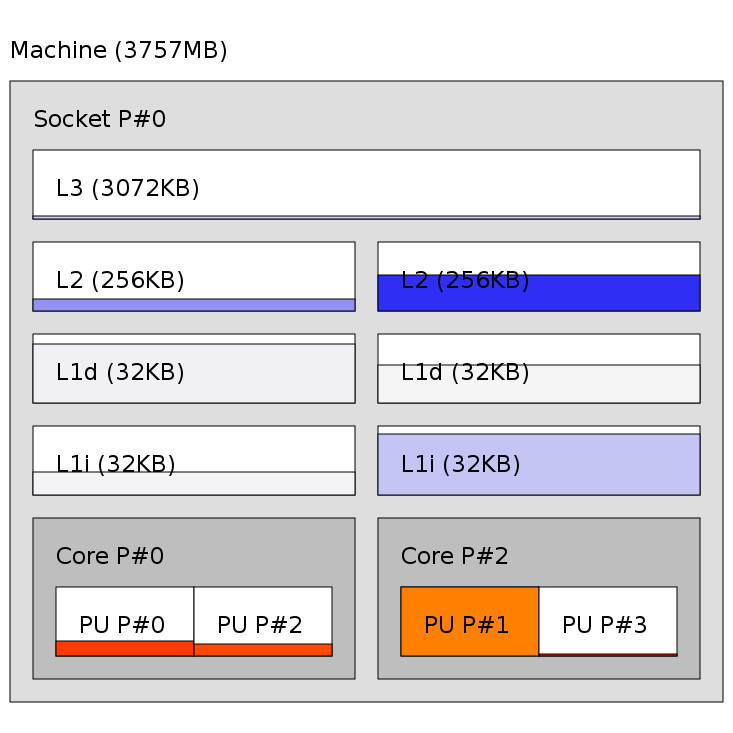 Machine (3757MB)
Socket P#0
L3 (3072KB)
L2 (256KB) L2 (256KB)
L1d (32KB) L1d (32KB)
L1i (32KB) L1i (32KB)
Core P#0 Core P#2
PU P#0 PU P#2 PU P#1 PU P#3